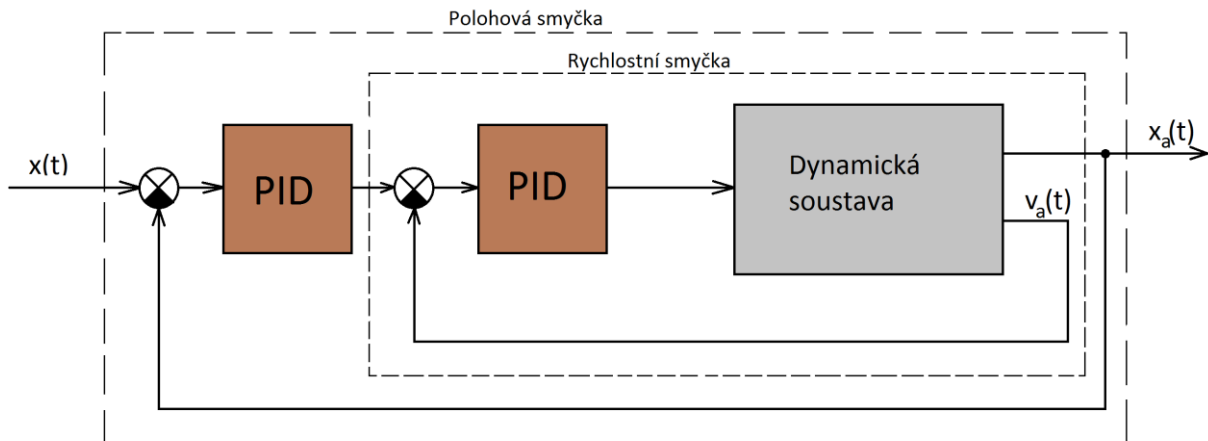 Polohová smyčka
Rychlostní smyčka
x(t)
PID
PID
Dynamická
soustava
xₐ(t)
vₐ(t)